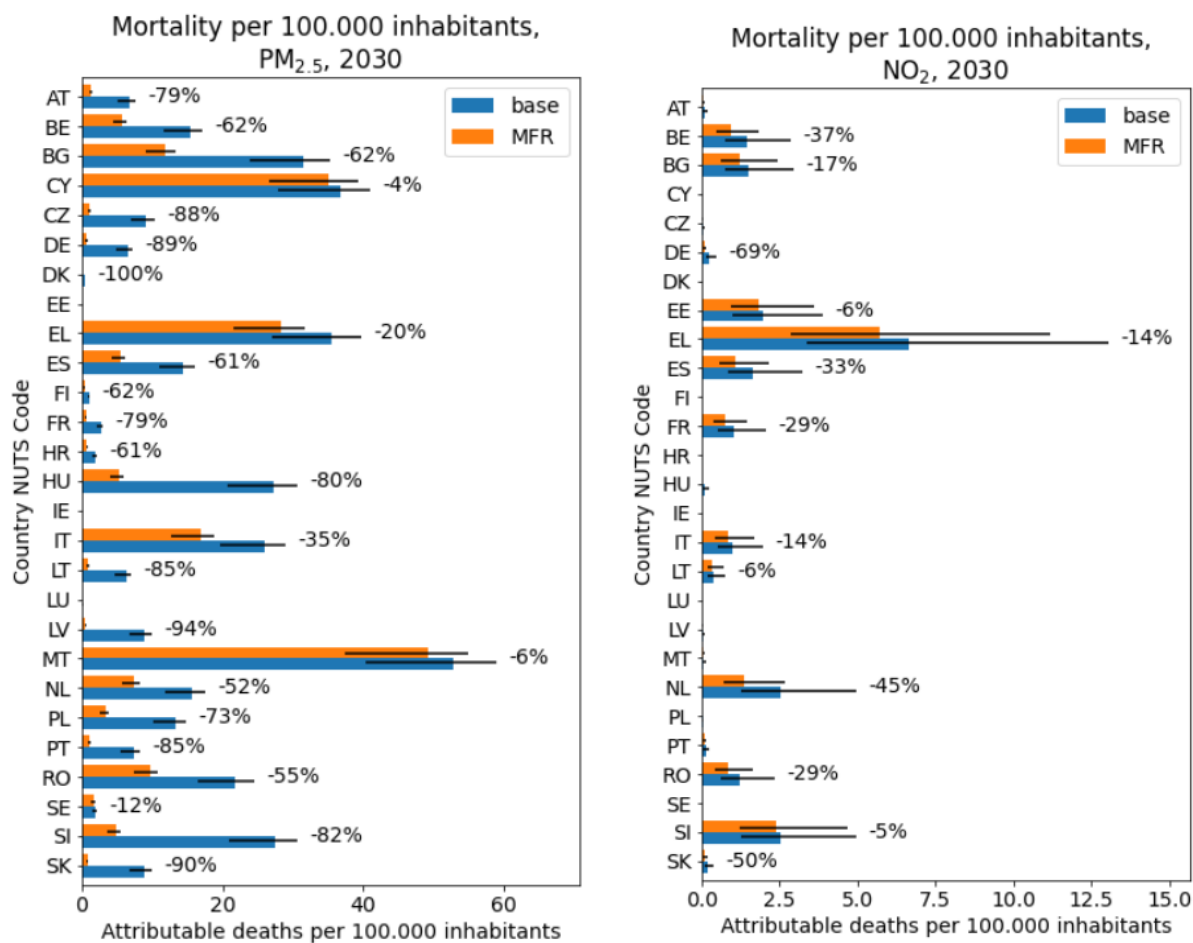 Mortality per 100.000 inhabitants,
PM2.5, 2030
base
MFR
Country NUTS Code
AT -79%
BE -62%
BG -62%
CY -4%
CZ -88%
DE -89%
DK -100%
EE
EL -20%
ES -61%
FI -62%
FR -79%
HR -61%
HU -80%
IE
IT -35%
LT -85%
LU
LV -94%
MT -6%
NL -52%
PL -73%
PT -85%
RO -55%
SE -12%
SI -82%
SK -90%
0 20 40 60
Attributable deaths per 100.000 inhabitants
Mortality per 100.000 inhabitants,
NO2, 2030
base
MFR
Country NUTS Code
AT
BE -37%
BG -17%
CY
CZ
DE -69%
DK
EE -6%
EL -14%
ES -33%
FI
FR -29%
HR
HU
IE
IT -14%
LT -6%
LU
LV
MT
NL -45%
PL
PT
RO -29%
SE
SI -5%
SK -50%
0.0 2.5 5.0 7.5 10.0 12.5 15.0
Attributable deaths per 100.000 inhabitants